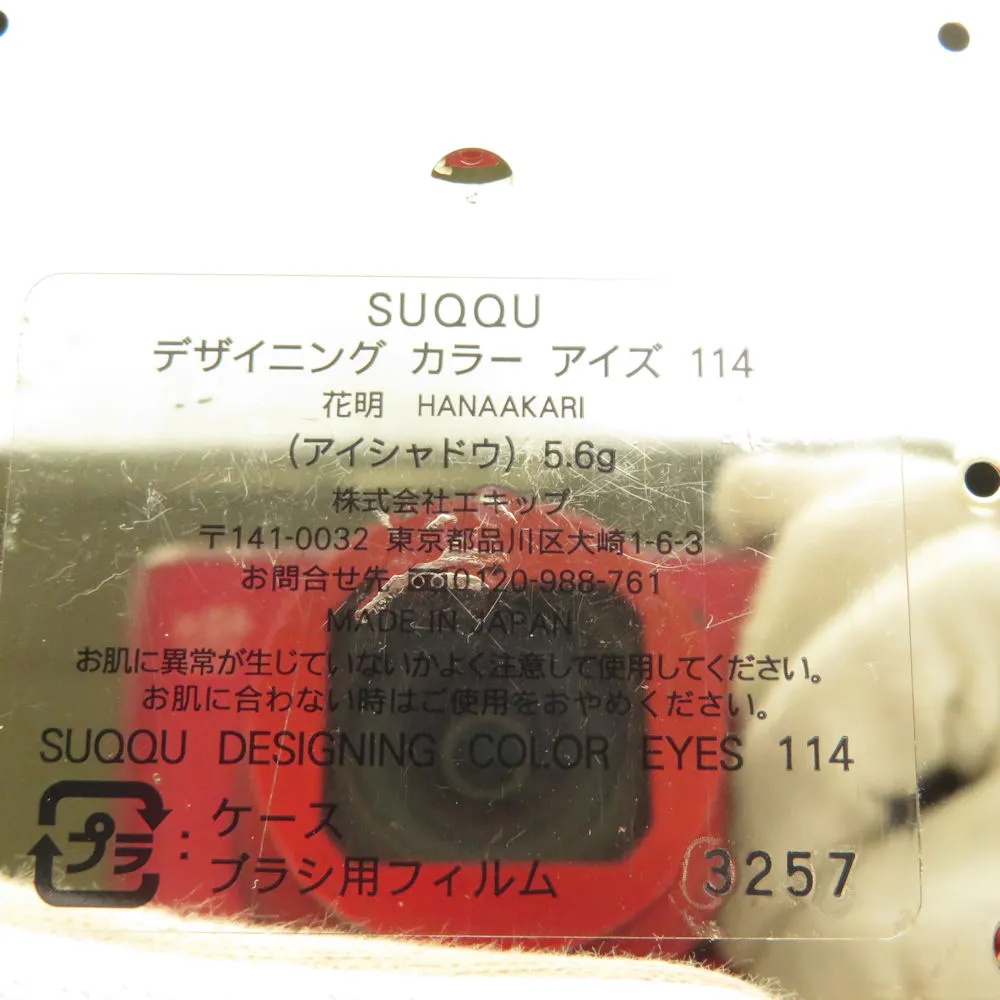 SUQQU
デザイニング カラー アイズ 114
花明 HANAAKARI
(アイシャドウ) 5.6g
株式会社エキップ
〒141-0032 東京都品川区大崎1-6-3
お問合せ先 0120-988-761
MADE IN JAPAN
お肌に異常が生じていないかよく注意して使用してください。
お肌に合わない時はご使用をおやめください。
SUQQU DESIGNING COLOR EYES 114
プラ : ケース
ブラシ用フィルム
3257